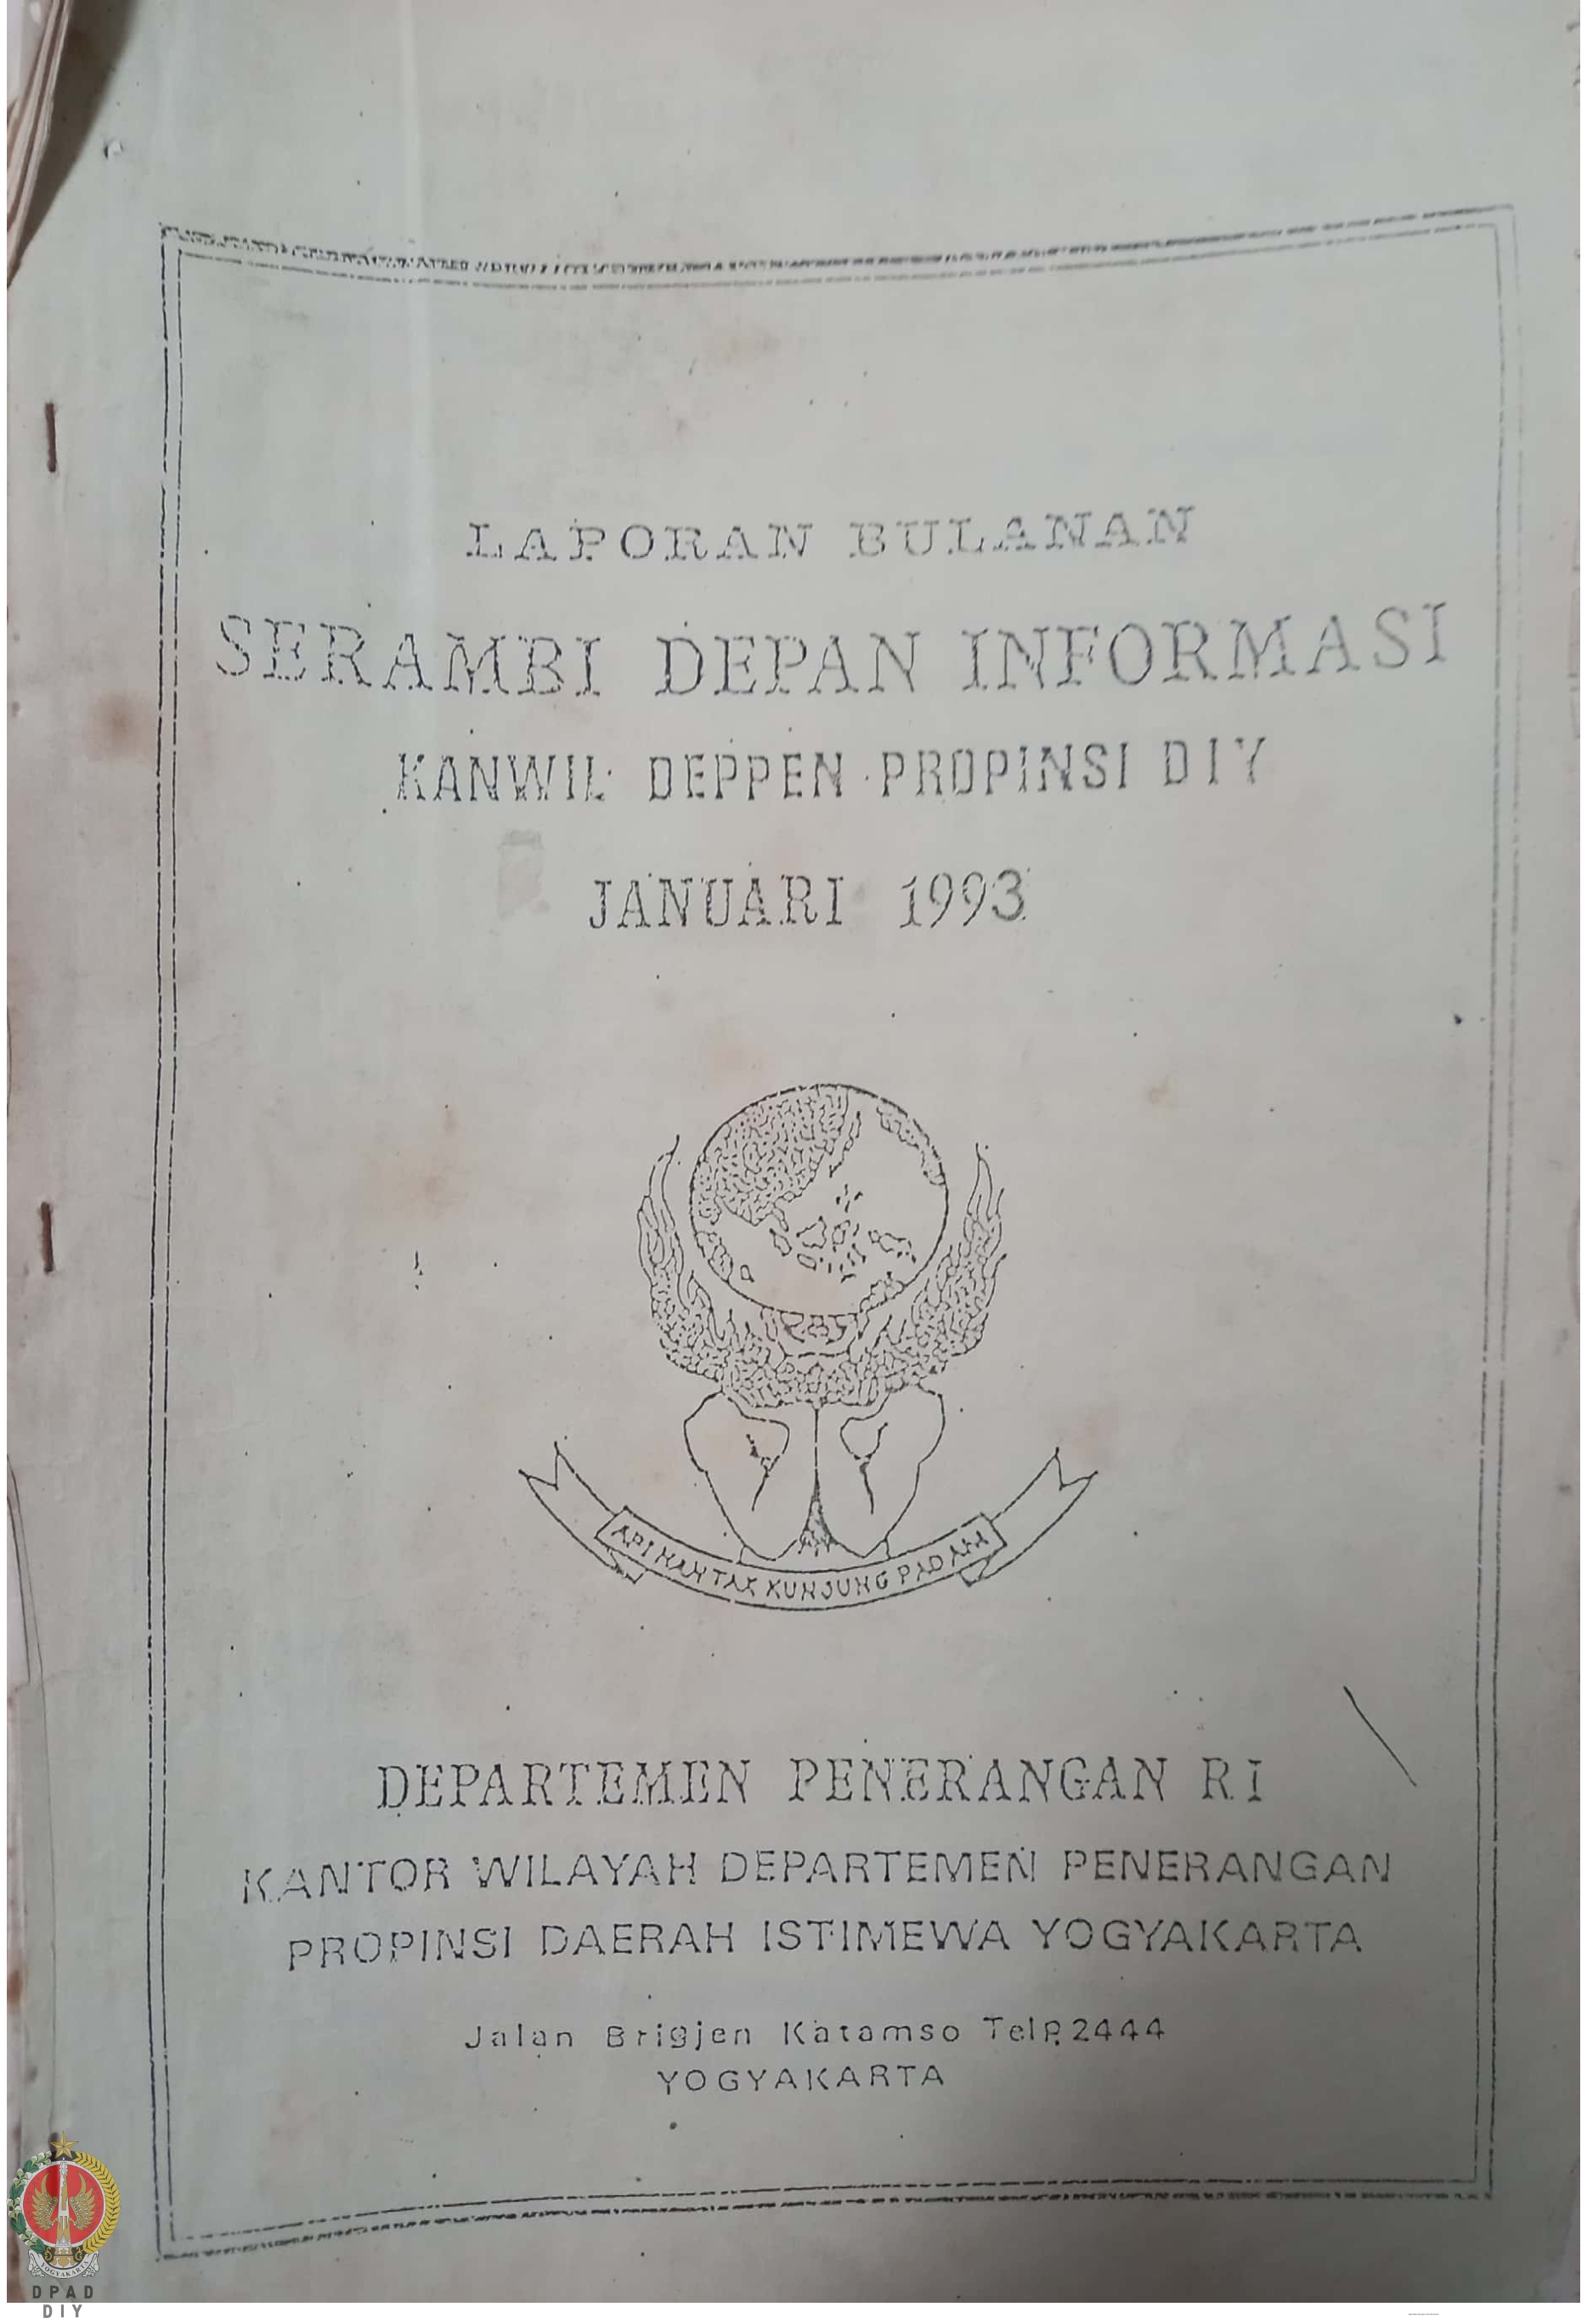 LAPORAN BULANAN
SERAMBI DEPAN INFORMASI
KANWIL DEPPEN PROPINSI DIY
JANUARI 1993
API NAN TAK KUNJUNG PADAM
DEPARTEMEN PENERANGAN RI
KANTOR WILAYAH DEPARTEMEN PENERANGAN
PROPINSI DAERAH ISTIMEWA YOGYAKARTA
Jalan Brigjen Katamso Telp.2444
YOGYAKARTA
YOGYAKARTA
DPAD
DIY